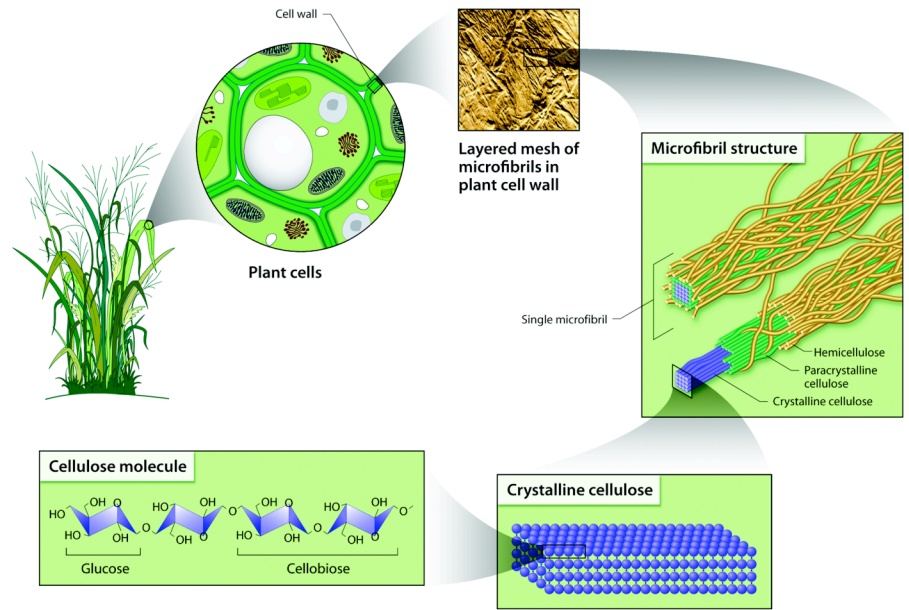 Cell wall
Plant cells
Layered mesh of
microfibrils in
plant cell wall
Microfibril structure
Single microfibril
Hemicellulose
Paracrystalline
cellulose
Crystalline cellulose
Cellulose molecule
OH OH OH OH
HO O O O O O
HO OH O OH O HO OH O OH O
Glucose
Cellobiose
Crystalline cellulose